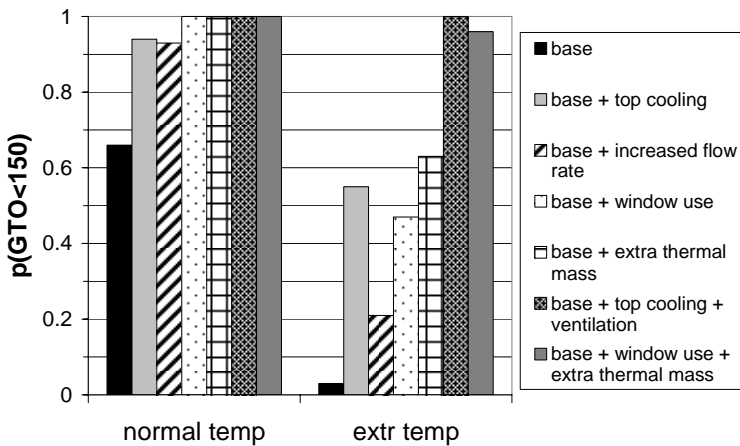 p(GTO<150)
1
0.8
0.6
0.4
0.2
0
normal temp
extr temp
base
base + top cooling
base + increased flow
rate
base + window use
base + extra thermal
mass
base + top cooling +
ventilation
base + window use +
extra thermal mass